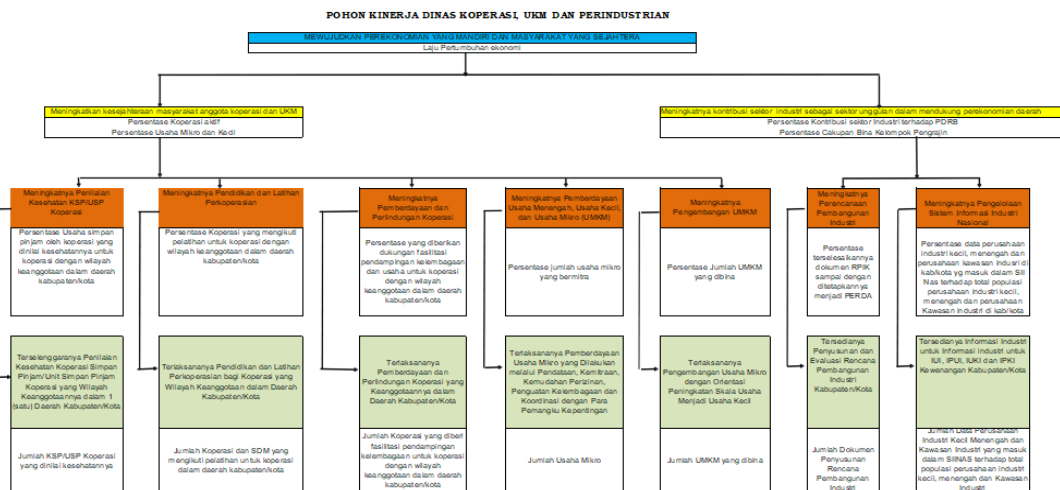 POHON KINERJA DINAS KOPERASI, UKM DAN PERINDUSTRIAN
MEWUJUDKAN PEREKONOMIAN YANG MANDIRI DAN MASYARAKAT YANG SEJAHTERA
Laju Pertumbuhan ekonomi
Meningkatkan kesejahteraan masyarakat anggota koperasi dan UKM
Persentase Koperasi aktif
Persentase Usaha Mikro dan Kecil
Meningkatnya kontribusi sektor industri sebagai sektor unggulan dalam mendukung perekonomian daerah
Persentase Kontribusi sektor Industri terhadap PDRB
Persentase Cakupan Bina Kelompok Pengrajin
Meningkatnya Penilaian
Kesehatan KSP/USP
Koperasi
Persentase Usaha simpan
pinjam oleh koperasi yang
dinilai kesehatannya untuk
koperasi dengan wilayah
keanggotaan dalam daerah
kabupaten/kota
Terselenggaranya Penilaian
Kesehatan Koperasi Simpan
Pinjam/Unit Simpan Pinjam
Koperasi yang Wilayah
Keanggotaannya dalam 1
(satu) Daerah Kabupaten/Kota
Jumlah KSP/USP Koperasi
yang dinilai kesehatannya
Meningkatnya Pendidikan dan Latihan
Perkoperasian
Persentase Koperasi yang mengikuti
pelatihan untuk koperasi dengan
wilayah keanggotaan dalam daerah
kabupaten/kota
Terlaksananya Pendidikan dan Latihan
Perkoperasian bagi Koperasi yang
Wilayah Keanggotaan dalam Daerah
Kabupaten/Kota
Jumlah Koperasi dan SDM yang
mengikuti pelatihan untuk koperasi
dalam daerah kabupaten/kota
Meningkatnya
Pemberdayaan dan
Perlindungan Koperasi
Persentase yang diberikan
dukungan fasilitasi
pendampingan kelembagaan
dan usaha untuk koperasi
dengan wilayah
keanggotaan dalam daerah
kabupaten/kota
Terlaksananya
Pemberdayaan dan
Perlindungan Koperasi yang
Keanggotaannya dalam
Daerah Kabupaten/Kota
Jumlah Koperasi yang diberi
fasilitasi pendampingan
kelembagaan untuk koperasi
dengan wilayah
keanggotaan dalam daerah
kabupaten/kota
Meningkatnya Pemberdayaan
Usaha Menengah, Usaha Kecil,
dan Usaha Mikro (UMKM)
Persentase jumlah usaha mikro
yang bermitra
Terlaksananya Pemberdayaan
Usaha Mikro yang Dilakukan
melalui Pendataan, Kemitraan,
Kemudahan Perizinan,
Penguatan Kelembagaan dan
Koordinasi dengan Para
Pemangku Kepentingan
Jumlah Usaha Mikro
Meningkatnya
Pengembangan UMKM
Persentase Jumlah UMKM
yang dibina
Terlaksananya
Pengembangan Usaha Mikro
dengan Orientasi
Peningkatan Skala Usaha
Menjadi Usaha Kecil
Jumlah UMKM yang dibina
Meningkatnya
Perencanaan
Pembangunan
Industri
Persentase
terselesaikannya
dokumen RPIK
sampai dengan
ditetapkannya
menjadi PERDA
Tersedianya
Penyusunan dan
Evaluasi Rencana
Pembangunan
Industri
Kabupaten/Kota
Jumlah Dokumen
Penyusunan
Rencana
Pembangunan
Industri
Meningkatnya Pengelolaan
Sistem Informasi Industri
Nasional
Persentase data perusahaan
industri kecil, menengah dan
perusahaan kawasan industri di
kab/kota yg masuk dalam SII
Nas terhadap total populasi
perusahaan industri kecil,
menengah dan perusahaan
Kawasan Industri di kab/kota
Tersedianya Informasi Industri
untuk Informasi industri untuk
IUI, IPUI, IUKI dan IPKI
Kewenangan Kabupaten/Kota
Jumlah Data Perusahaan
Industri Kecil Menengah dan
Kawasan Industri yang masuk
dalam SIINAS terhadap total
populasi perusahaan industri
kecil, menengah dan Kawasan
Industri